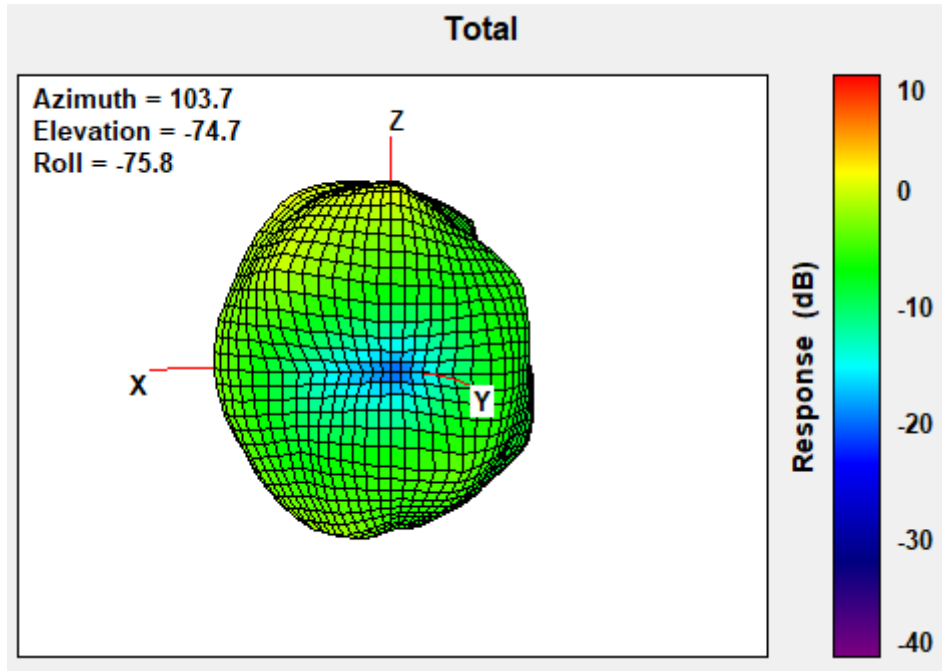 Total
Azimuth = 103.7
Elevation = -74.7
Roll = -75.8
Z
X
Y
10
0
-10
-20
-30
-40
Response (dB)